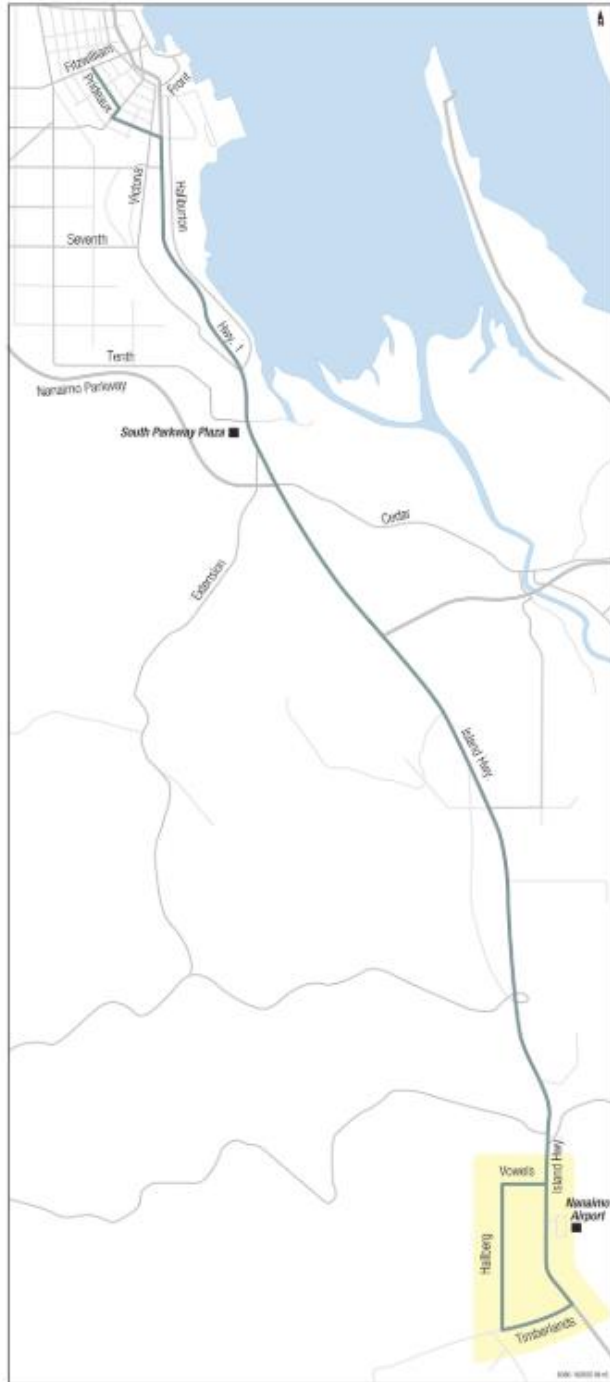 Fitzwilliam
Front
Prideaux
Victoria
Haliburton
Seventh
Hwy. 1
Tenth
Nanaimo Parkway
South Parkway Plaza
Cedar
Extension
Island Hwy
Island Hwy
Vowels
Nanaimo
Airport
Hallberg
Timberlands